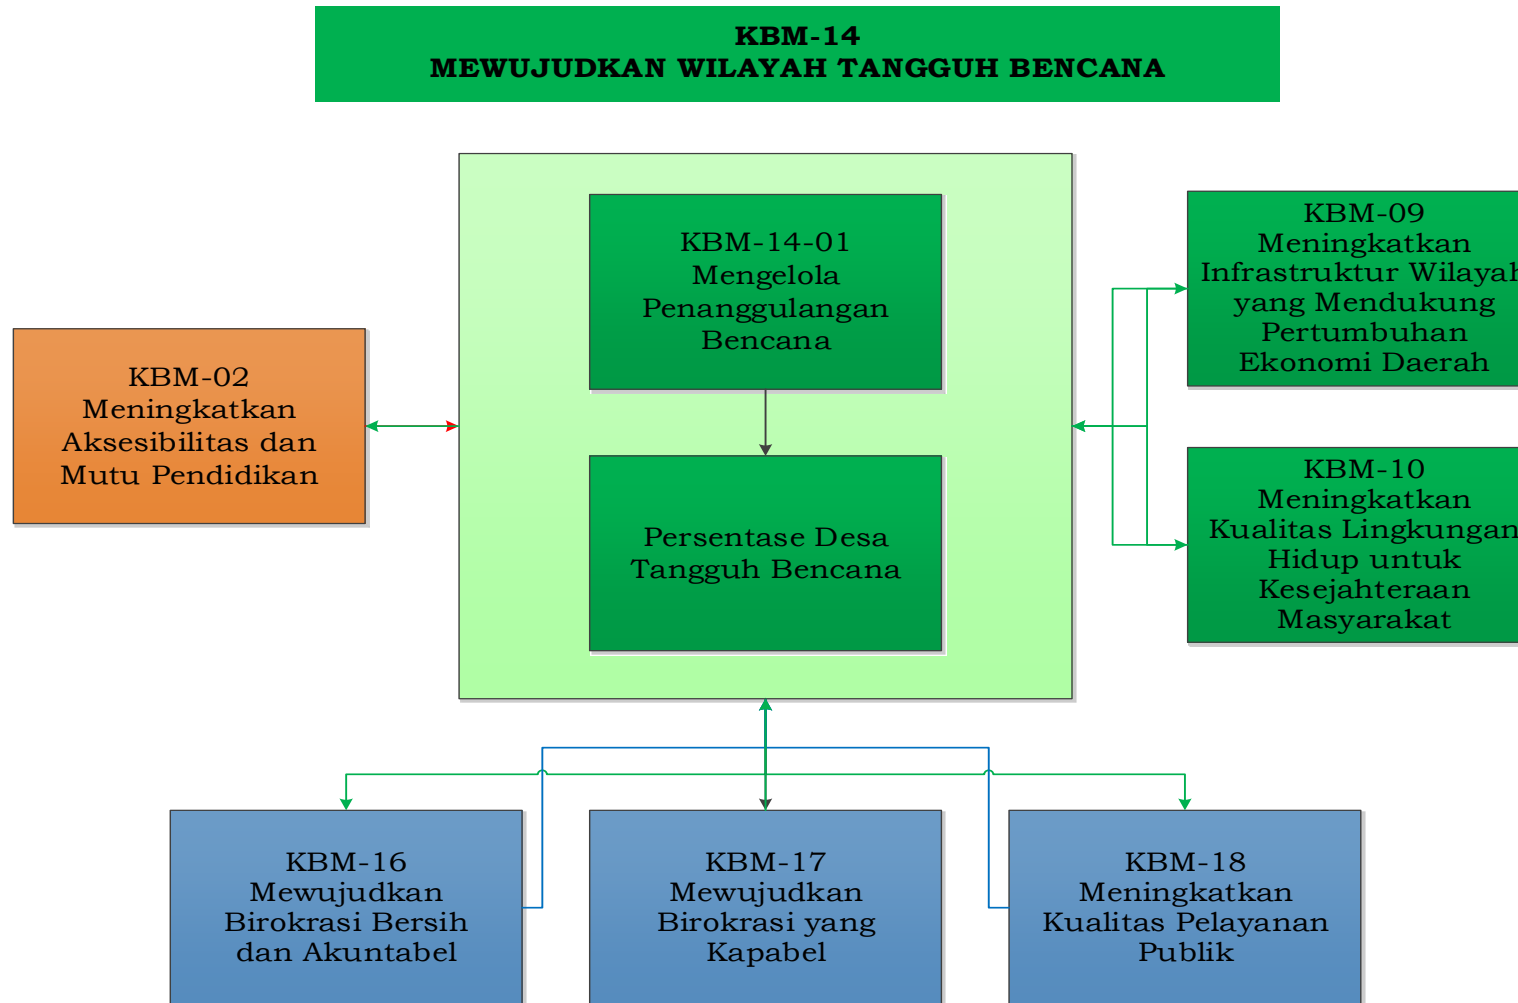 KBM-14
MEWUJUDKAN WILAYAH TANGGUH BENCANA
KBM-14-01
Mengelola
Penanggulangan
Bencana
Persentase Desa
Tangguh Bencana
KBM-02
Meningkatkan
Aksesibilitas dan
Mutu Pendidikan
KBM-09
Meningkatkan
Infrastruktur Wilayah
yang Mendukung
Pertumbuhan
Ekonomi Daerah
KBM-10
Meningkatkan
Kualitas Lingkungan
Hidup untuk
Kesejahteraan
Masyarakat
KBM-16
Mewujudkan
Birokrasi Bersih
dan Akuntabel
KBM-17
Mewujudkan
Birokrasi yang
Kapabel
KBM-18
Meningkatkan
Kualitas Pelayanan
Publik